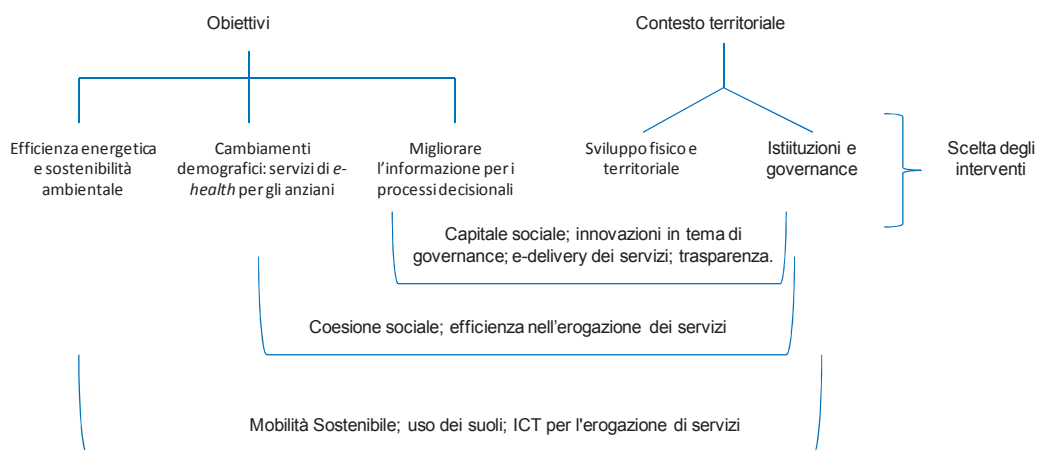 Obiettivi
Contesto territoriale
Efficienza energetica
e sostenibilità
ambientale
Cambiamenti
demografici: servizi di e-
health per gli anziani
Migliorare
l'informazione per i
processi decisionali
Sviluppo fisico e
territoriale
Istiituzioni e
governance
Scelta degli
interventi
Capitale sociale; innovazioni in tema di
governance; e-delivery dei servizi; trasparenza.
Coesione sociale; efficienza nell'erogazione dei servizi
Mobilità Sostenibile; uso dei suoli; ICT per l'erogazione di servizi